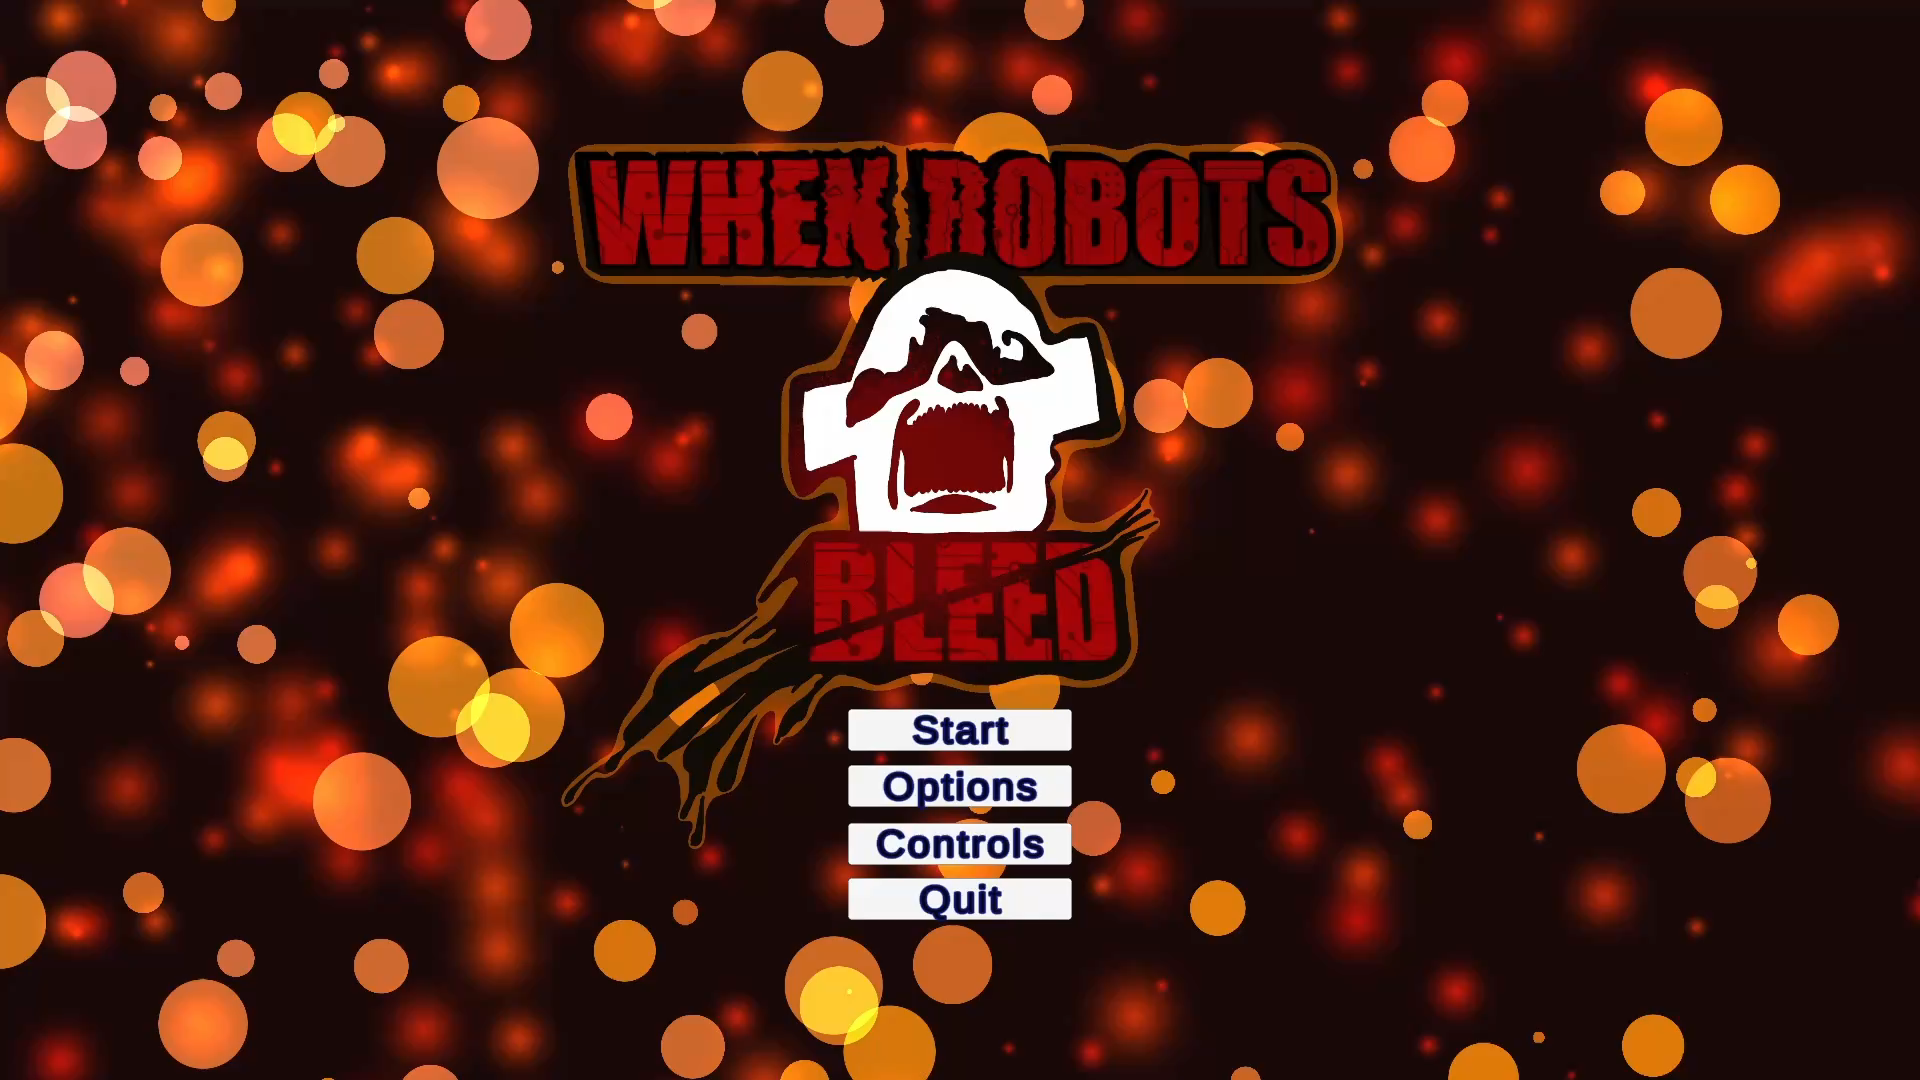 WHEN ROBOTS
BLEED
Start
Options
Controls
Quit